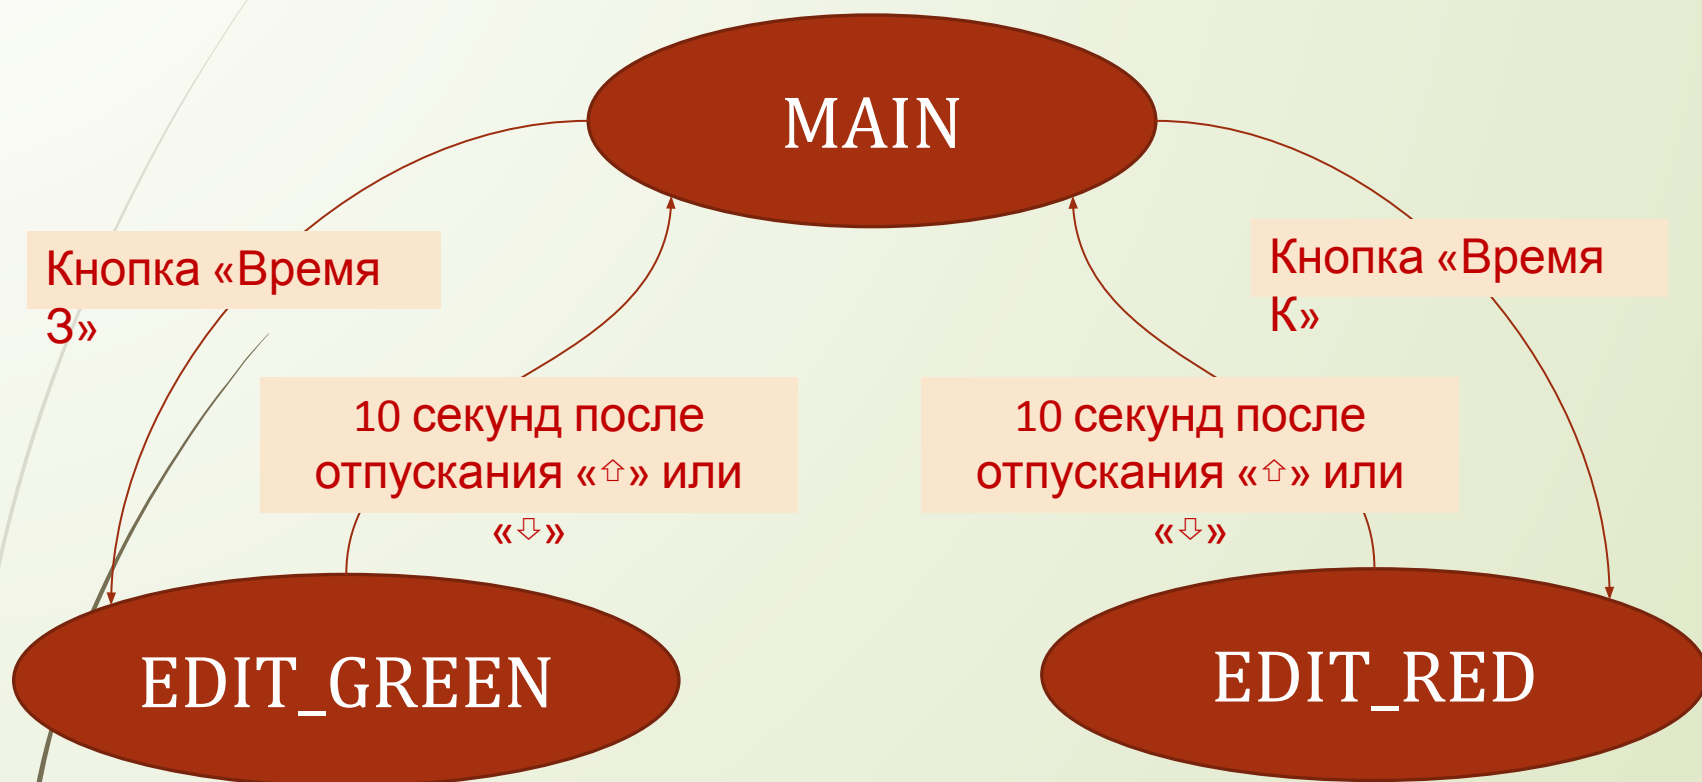 MAIN
Кнопка «Время
З»
Кнопка «Время
К»
10 секунд после
отпускания «⇧» или
«⇩»
10 секунд после
отпускания «⇧» или
«⇩»
EDIT_GREEN
EDIT_RED